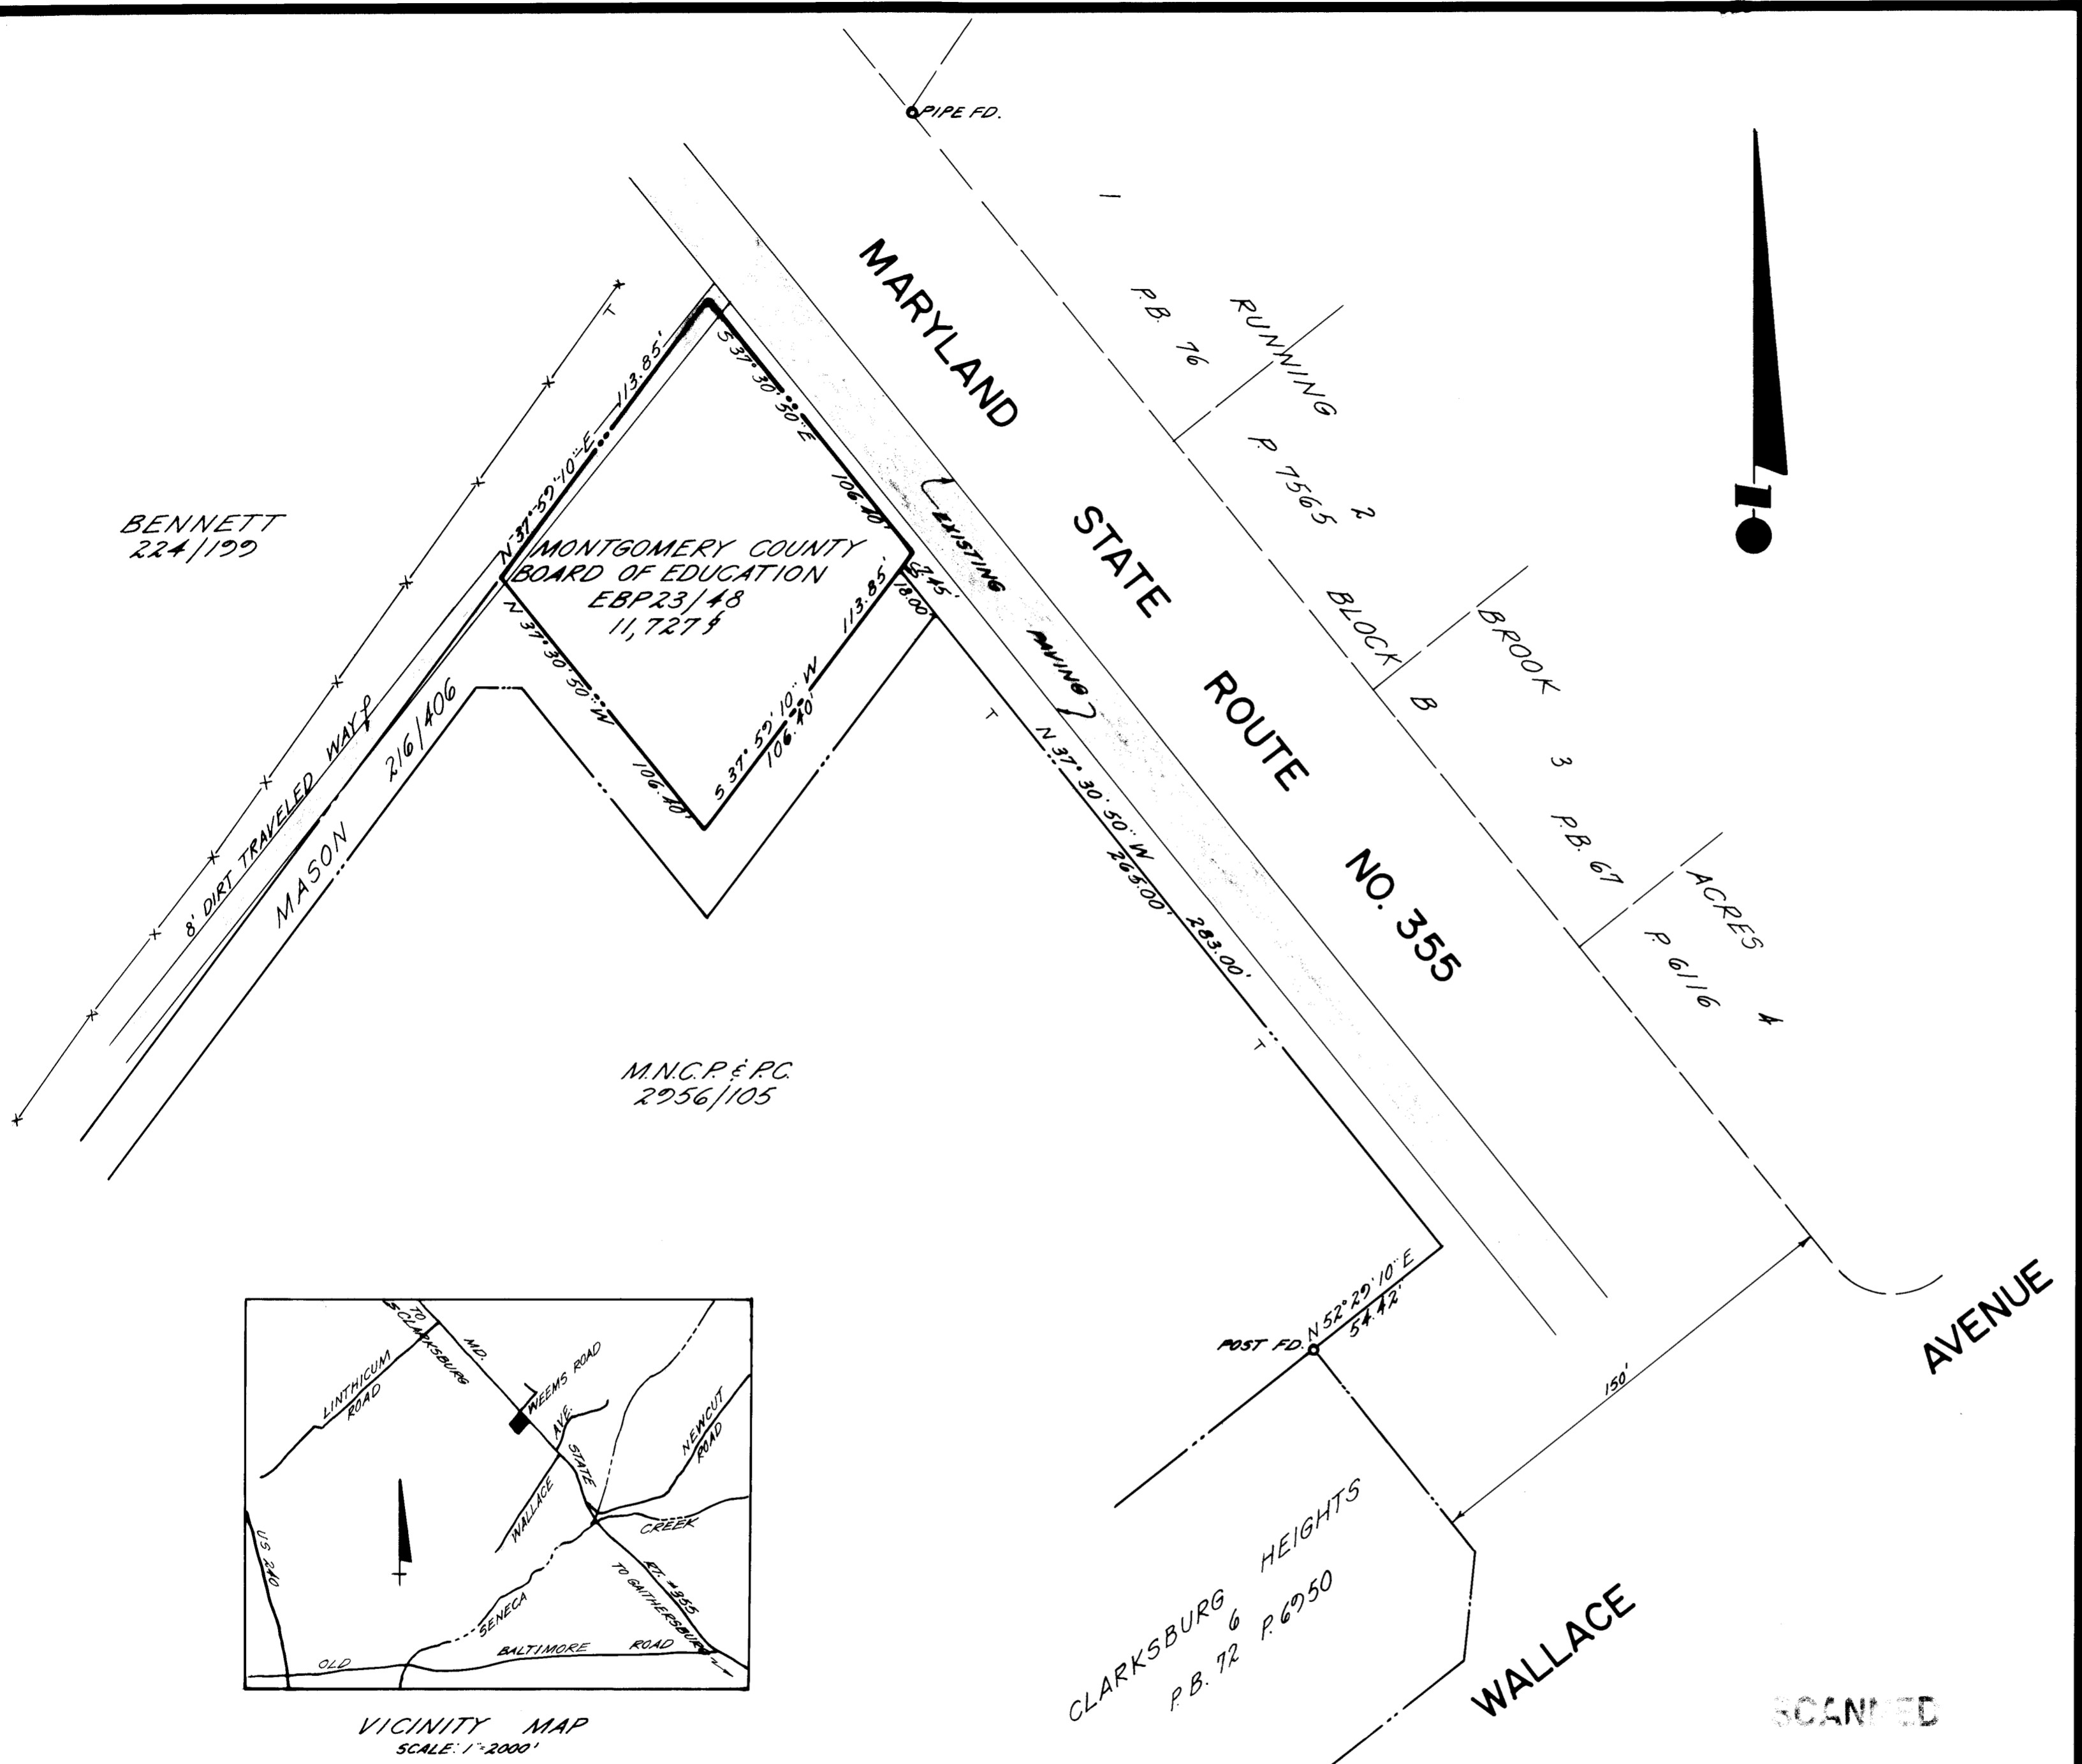 PIPE FD.
1
MARYLAND STATE ROUTE NO. 355
P.B. 76 P. 7565
RUNNING BROOK ACRES
2
BLOCK B
3
P.B. 67 P. 6116
4
T
113.85'
N 37° 59' 10" E
S 37° 30' 50" E
106.40'
BENNETT
224/199
MONTGOMERY COUNTY
BOARD OF EDUCATION
EBP23/48
11,727
N 37° 30' 50" W
106.40'
113.85'
S 37° 59' 10" W
106.40'
18.00'
EXISTING PAVING
T
N 37° 30' 50" W
265.00'
283.00'
T
8' DIRT TRAVELED WAY
MASON 216/406
M.N.C.P. & P.C.
2956/105
N 52° 29' 10" E
54.42'
POST FD.
150'
WALLACE AVENUE
CLARKSBURG HEIGHTS
6
P.B. 72 P. 6950
TO
CLARKSBURG
MD. STATE RT. #355
LINTHICUM
ROAD
WEEMS ROAD
WALLACE AVE.
NEWCUT
ROAD
SENECA CREEK
US 240
TO GAITHERSBURG
OLD BALTIMORE ROAD
VICINITY MAP
SCALE: 1"=2000'
SCANNED